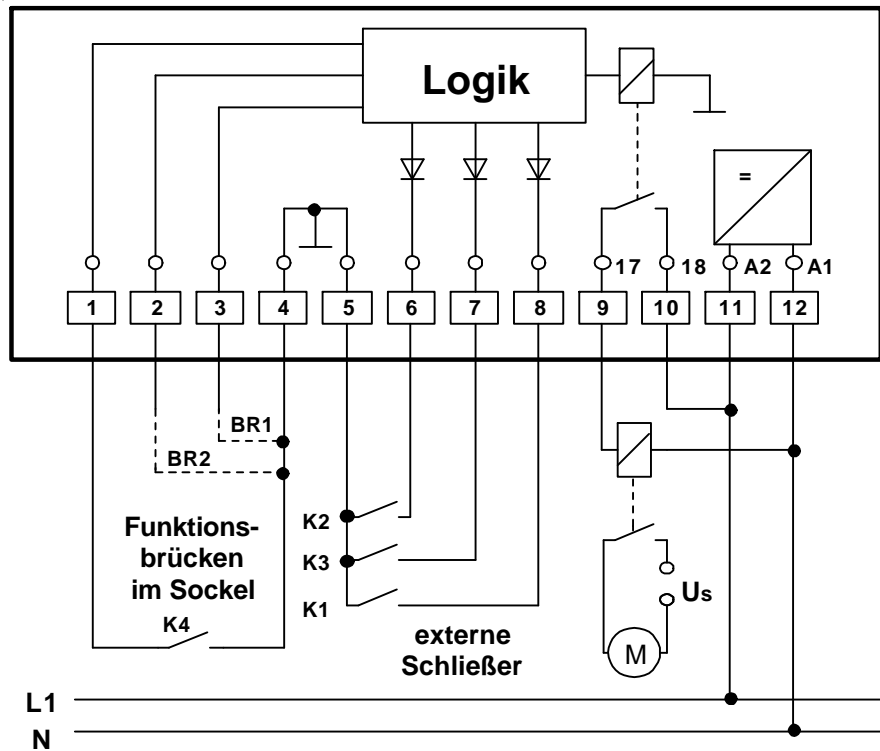 Logik
=
17
18
A2
A1
1
2
3
4
5
6
7
8
9
10
11
12
BR1
BR2
Funktions-
brücken
im Sockel
K4
K2
K3
K1
externe
Schließer
Us
M
L1
N